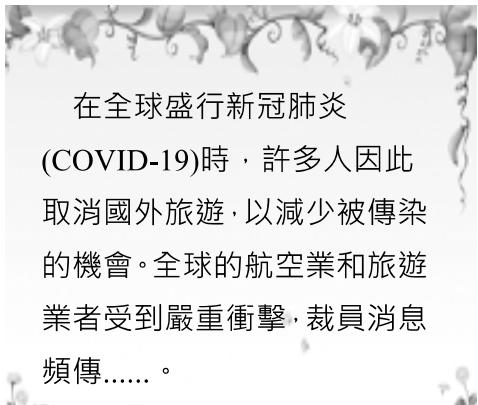 在全球盛行新冠肺炎
(COVID-19)時，許多人因此
取消國外旅遊，以減少被傳染
的機會。全球的航空業和旅遊
業者受到嚴重衝擊，裁員消息
頻傳......。